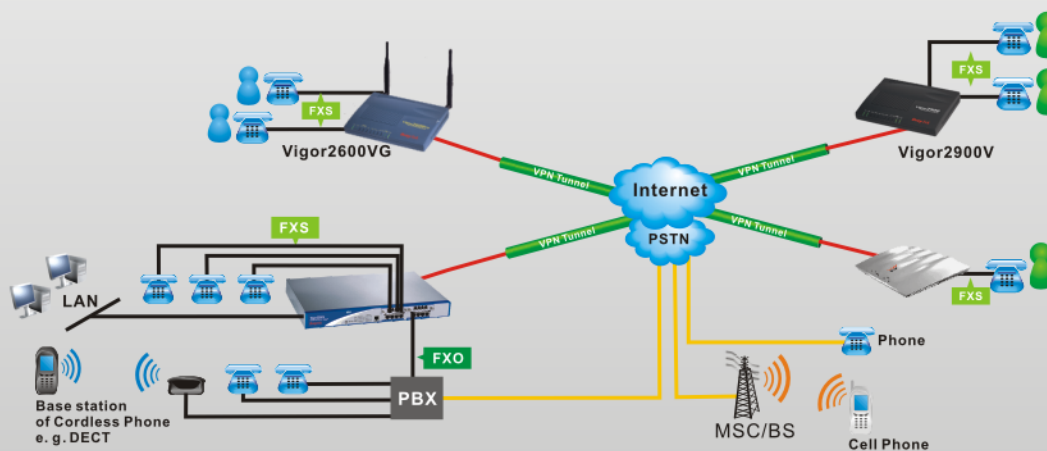 FXS
Vigor2600VG
FXS
Vigor2900V
VPN Tunnel
VPN Tunnel
Internet
PSTN
VPN Tunnel
VPN Tunnel
FXS
LAN
FXS
FXO
PBX
Phone
Base station
of Cordless Phone
e. g. DECT
MSC/BS
Cell Phone